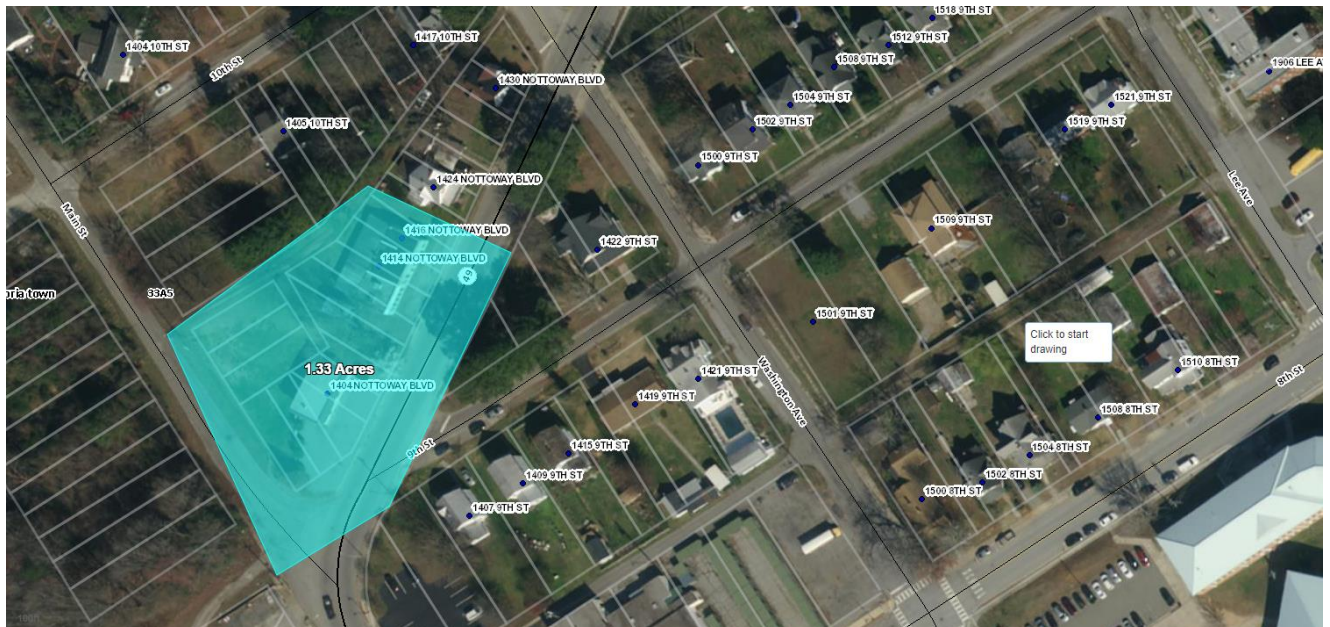 1518 9TH ST
1404 10TH ST
1417 10TH ST
1512 9TH ST
1508 9TH ST
10th St
1906 LEE A
1430 NOTTOWAY BLVD
1504 9TH ST
1521 9TH ST
1405 10TH ST
1502 9TH ST
1519 9TH ST
1500 9TH ST
1424 NOTTOWAY BLVD
Lee Ave
Main St
1416 NOTTOWAY BLVD
1509 9TH ST
1422 9TH ST
1414 NOTTOWAY BLVD
49
oria town
33A5
1501 9TH ST
Click to start
drawing
1.33 Acres
1404 NOTTOWAY BLVD
1421 9TH ST
Washington Ave
1510 8TH ST
8th St
1419 9TH ST
1508 8TH ST
9th St
1415 9TH ST
1504 8TH ST
1409 9TH ST
1502 8TH ST
1500 8TH ST
1407 9TH ST